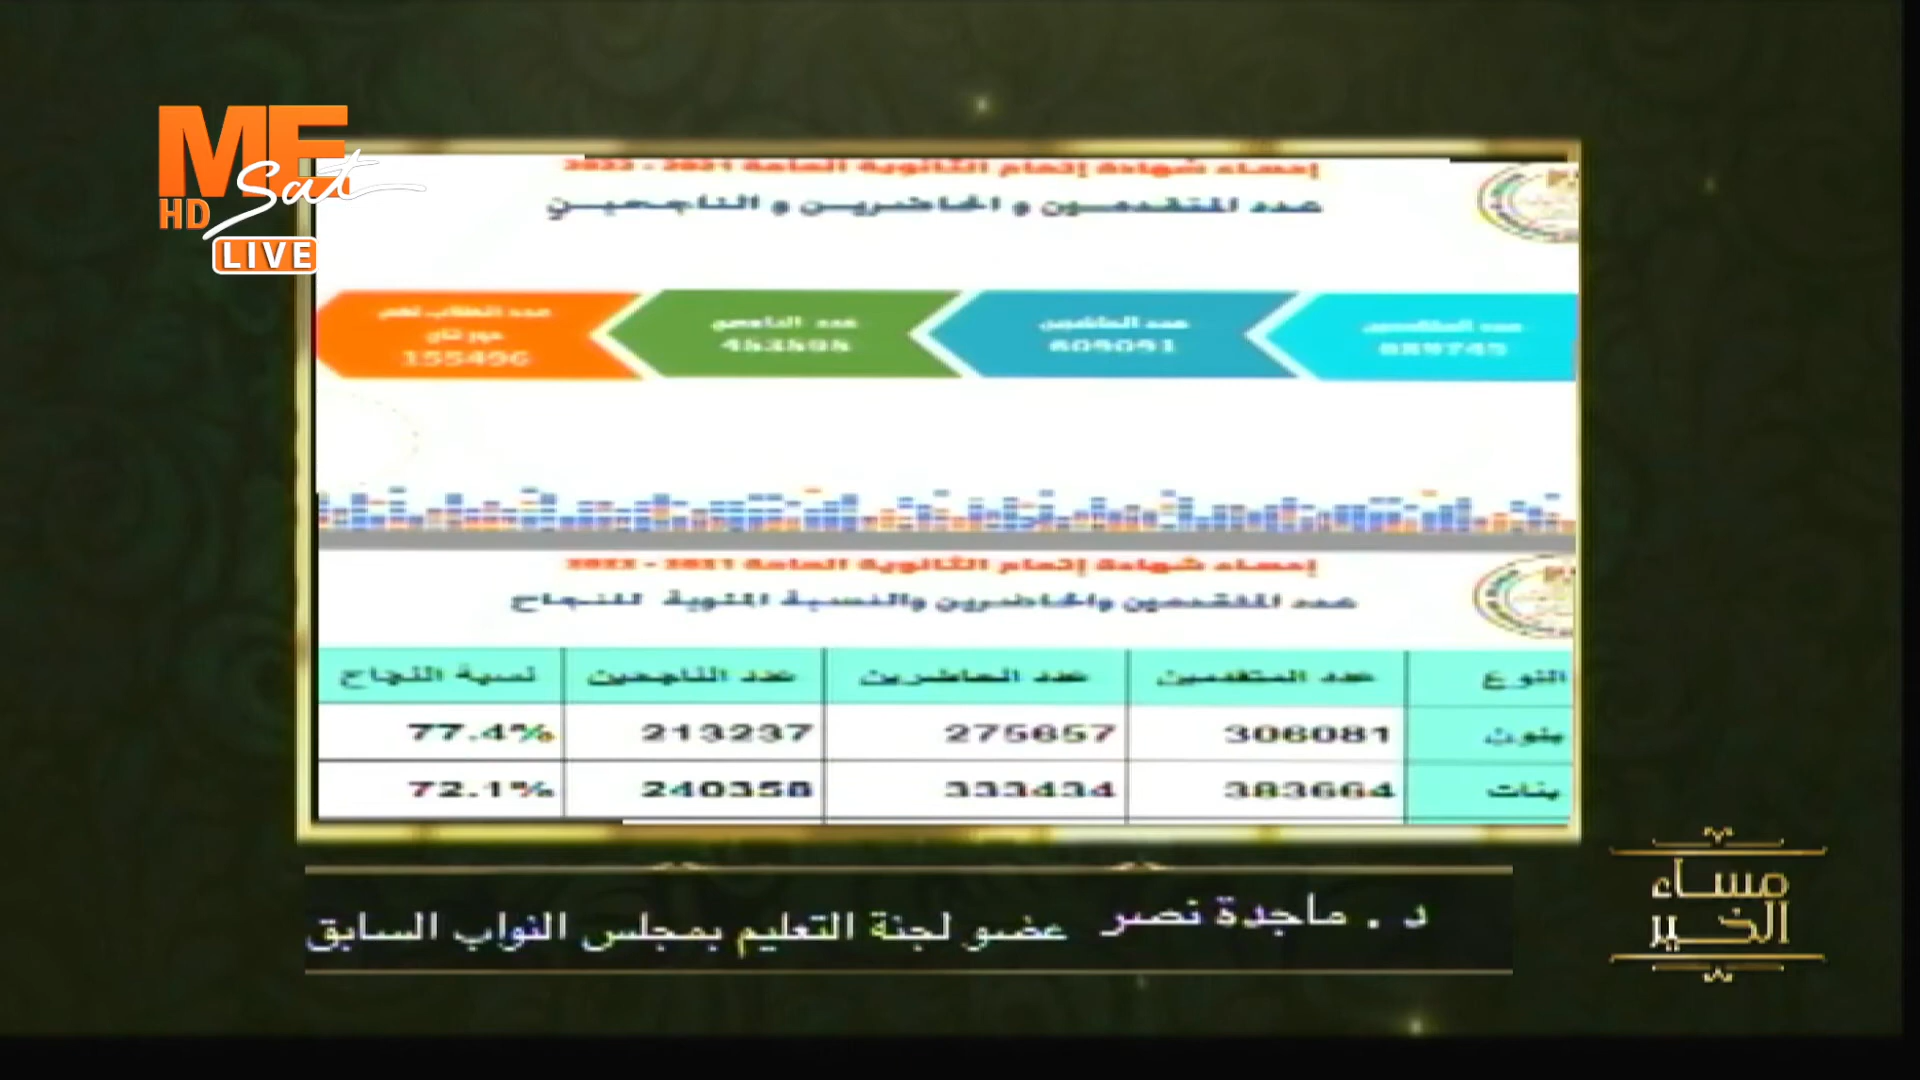 ME
Sat
HD
LIVE
إحصاء شهادة إتمام الثانوية العامة 2021 - 2022
عدد المتقدمين و الحاضرين و الناجحين
عدد المتقدمين
689745
عدد الحاضرين
609091
عدد الناجحين
453595
عدد الطلاب لهم
دور ثان
155496
إحصاء شهادة إتمام الثانوية العامة 2021 - 2022
عدد المتقدمين والحاضرين والنسبة المئوية للنجاح
النوع عدد المتقدمين عدد الحاضرين عدد الناجحين نسبة النجاح
بنون 306081 275657 213237 77.4%
بنات 383664 333434 240358 72.1%
د . ماجدة نصر عضو لجنة التعليم بمجلس النواب السابق
مساء
الخير